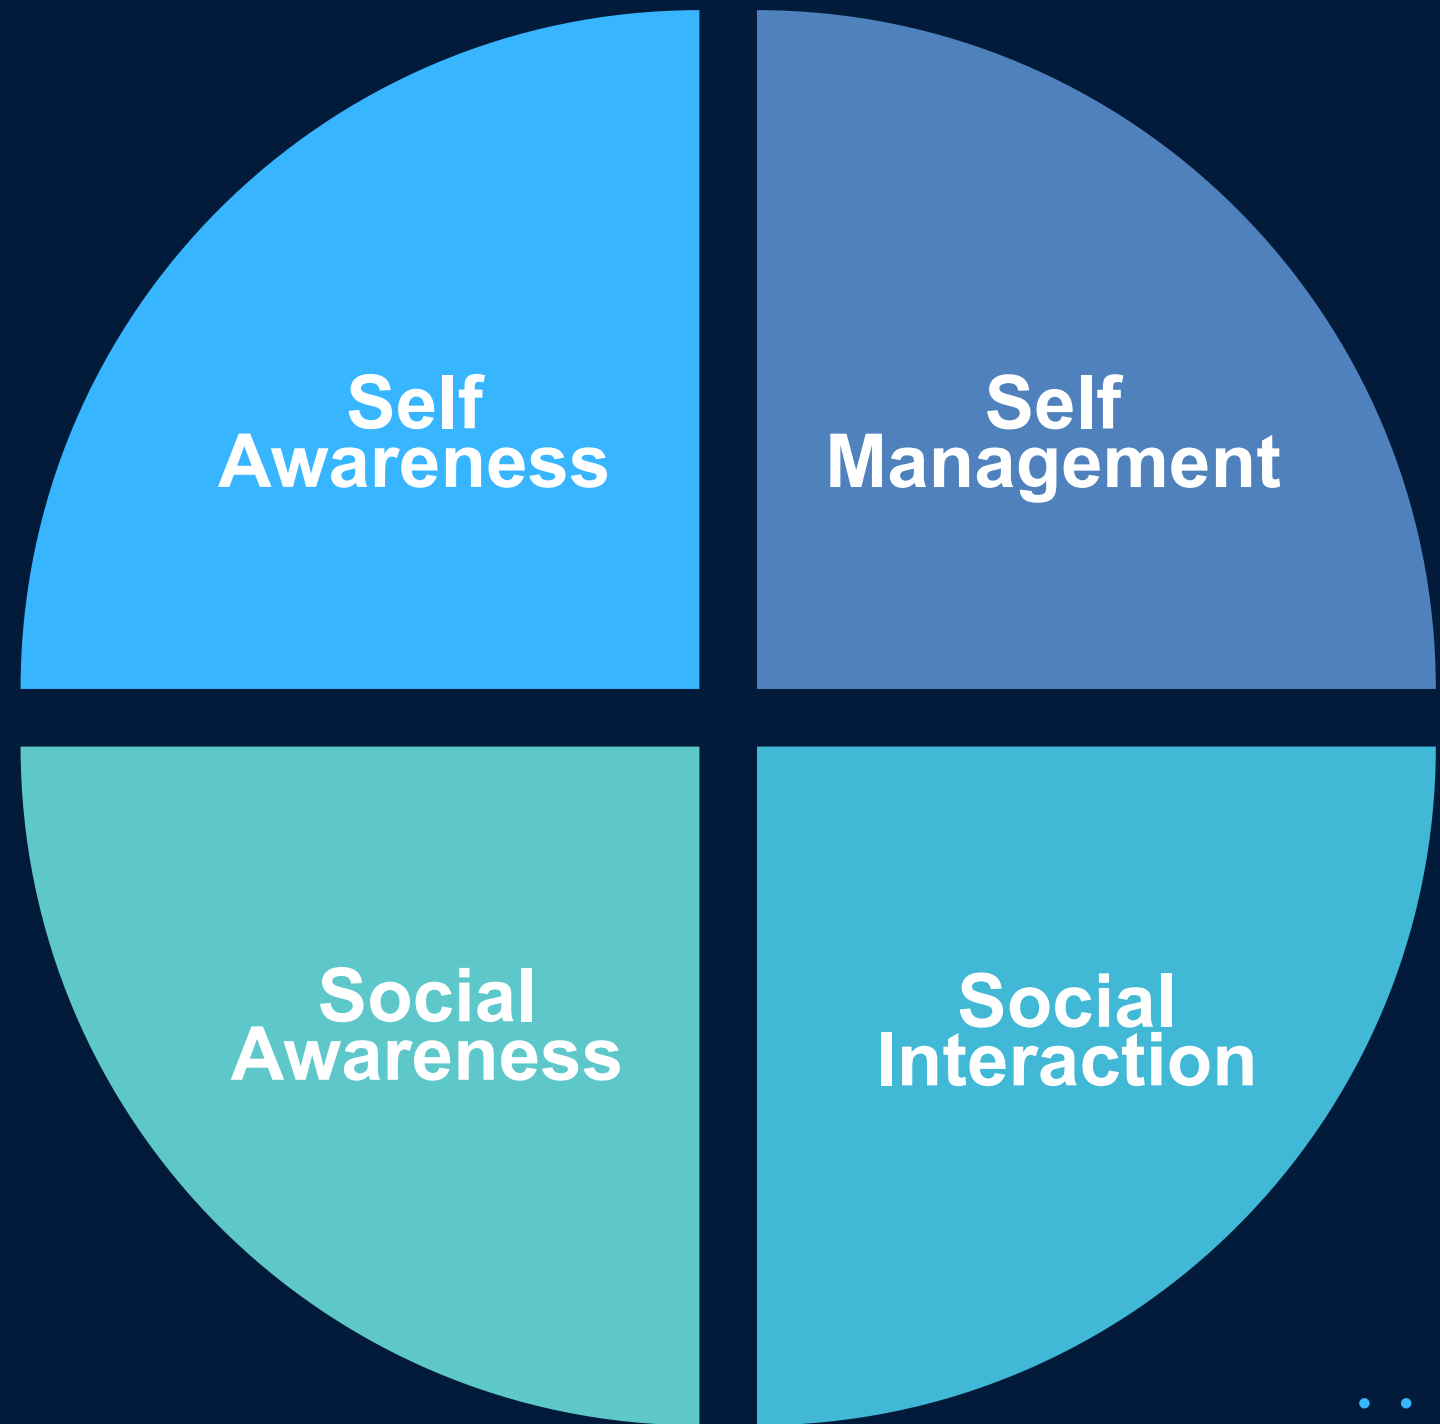 Self
Awareness
Self
Management
Social
Awareness
Social
Interaction